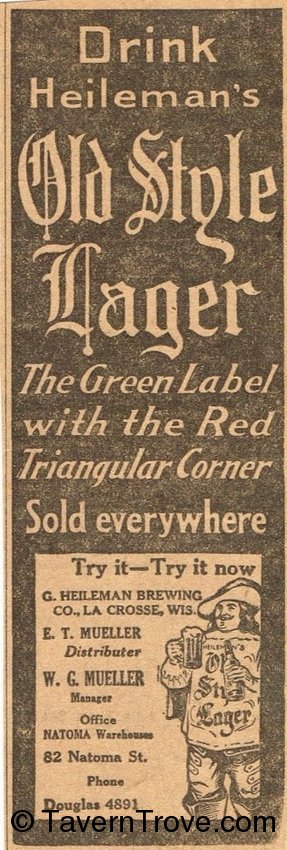 Drink
Heileman's
Old Style
Lager
The Green Label
with the Red
Triangular Corner
Sold everywhere
Try it—Try it now
G. HEILEMAN BREWING
CO., LA CROSSE, WIS.
E. T. MUELLER
Distributer
W. G. MUELLER
Manager
Office
NATOMA Warehouses
82 Natoma St.
Phone
Douglas 4891
HEILEMAN'S
Old
Style
Lager
© TavernTrove.com